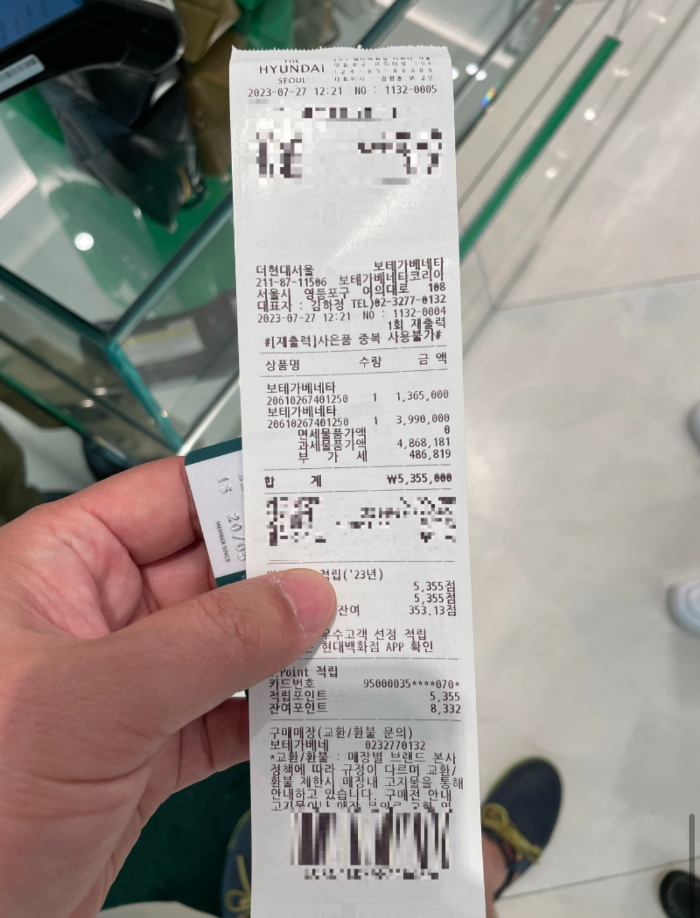 THE
HYUNDAI
SEOUL
2023-07-27 12:21 NO : 1132-0005
더현대서울 보테가베네타
211-87-11506 보테가베네타코리아
서울시 영등포구 여의대로 108
대표자 : 김하정 TEL)02-3277-0132
2023-07-27 12:21 NO : 1132-0004
1회 재출력
#[재출력]사은품 중복 사용불가#
상품명 수량 금 액
보테가베네타
20610267401250 1 1,365,000
보테가베네타
20610267401250 1 3,990,000
면세물품가액 0
과세물품가액 4,868,181
부 가 세 486,819
합 계 ₩5,355,000
적립('23년)
5,355점
5,355점
잔여 353.13점
우수고객 선정 적립
현대백화점 APP 확인
Point 적립
카드번호 95000035****070*
적립포인트 5,355
잔여포인트 8,332
구매매장(교환/환불 문의)
보테가베네 0232770132
*교환/환불 : 매장별 브랜드 본사
정책에 따라 규정이 다르며 교환/
환불 제한시 매장내 고지물을 통해
안내하고 있습니다. 구매전 안내
MEMBER SINCE